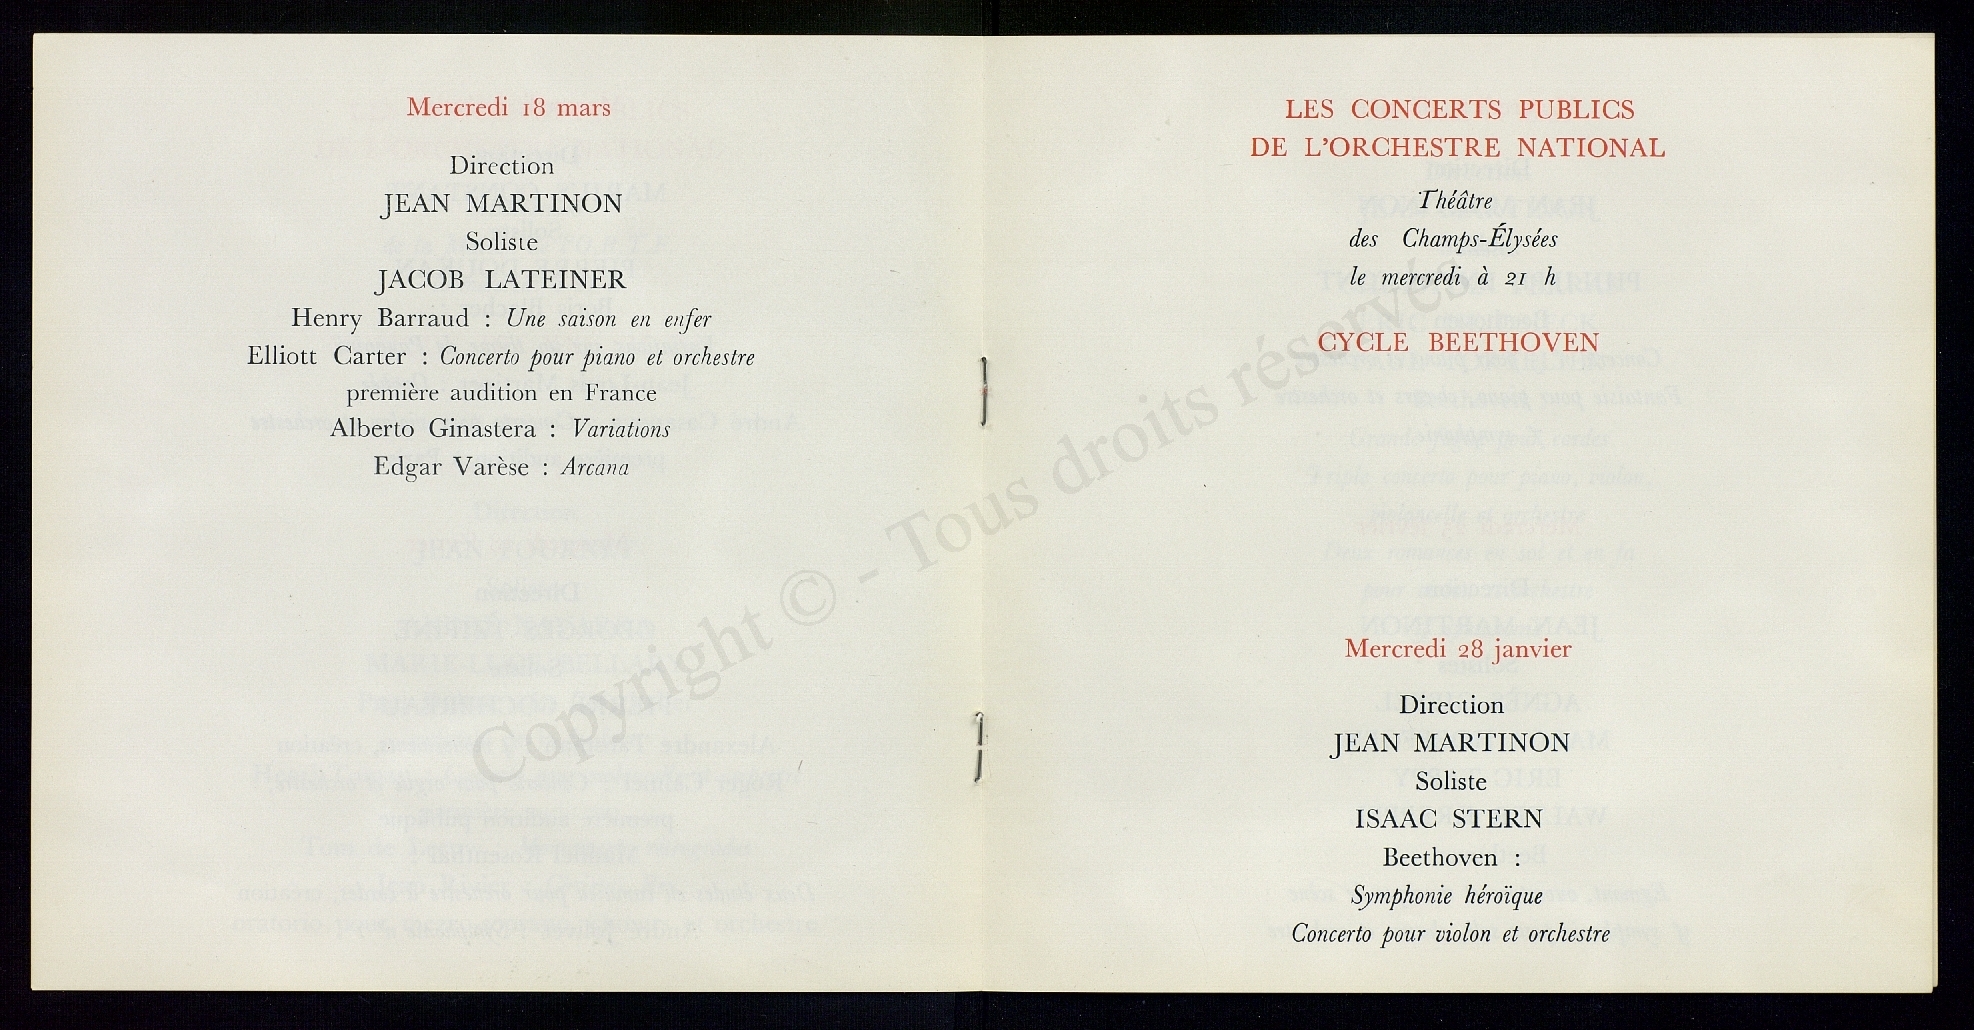 Mercredi 18 mars
Direction
JEAN MARTINON
Soliste
JACOB LATEINER
Henry Barraud : Une saison en enfer
Elliott Carter : Concerto pour piano et orchestre
première audition en France
Alberto Ginastera : Variations
Edgar Varèse : Arcana
LES CONCERTS PUBLICS
DE L'ORCHESTRE NATIONAL
Théâtre
des Champs-Élysées
le mercredi à 21 h
CYCLE BEETHOVEN
Mercredi 28 janvier
Direction
JEAN MARTINON
Soliste
ISAAC STERN
Beethoven :
Symphonie héroïque
Concerto pour violon et orchestre
Copyright © - Tous droits réservés